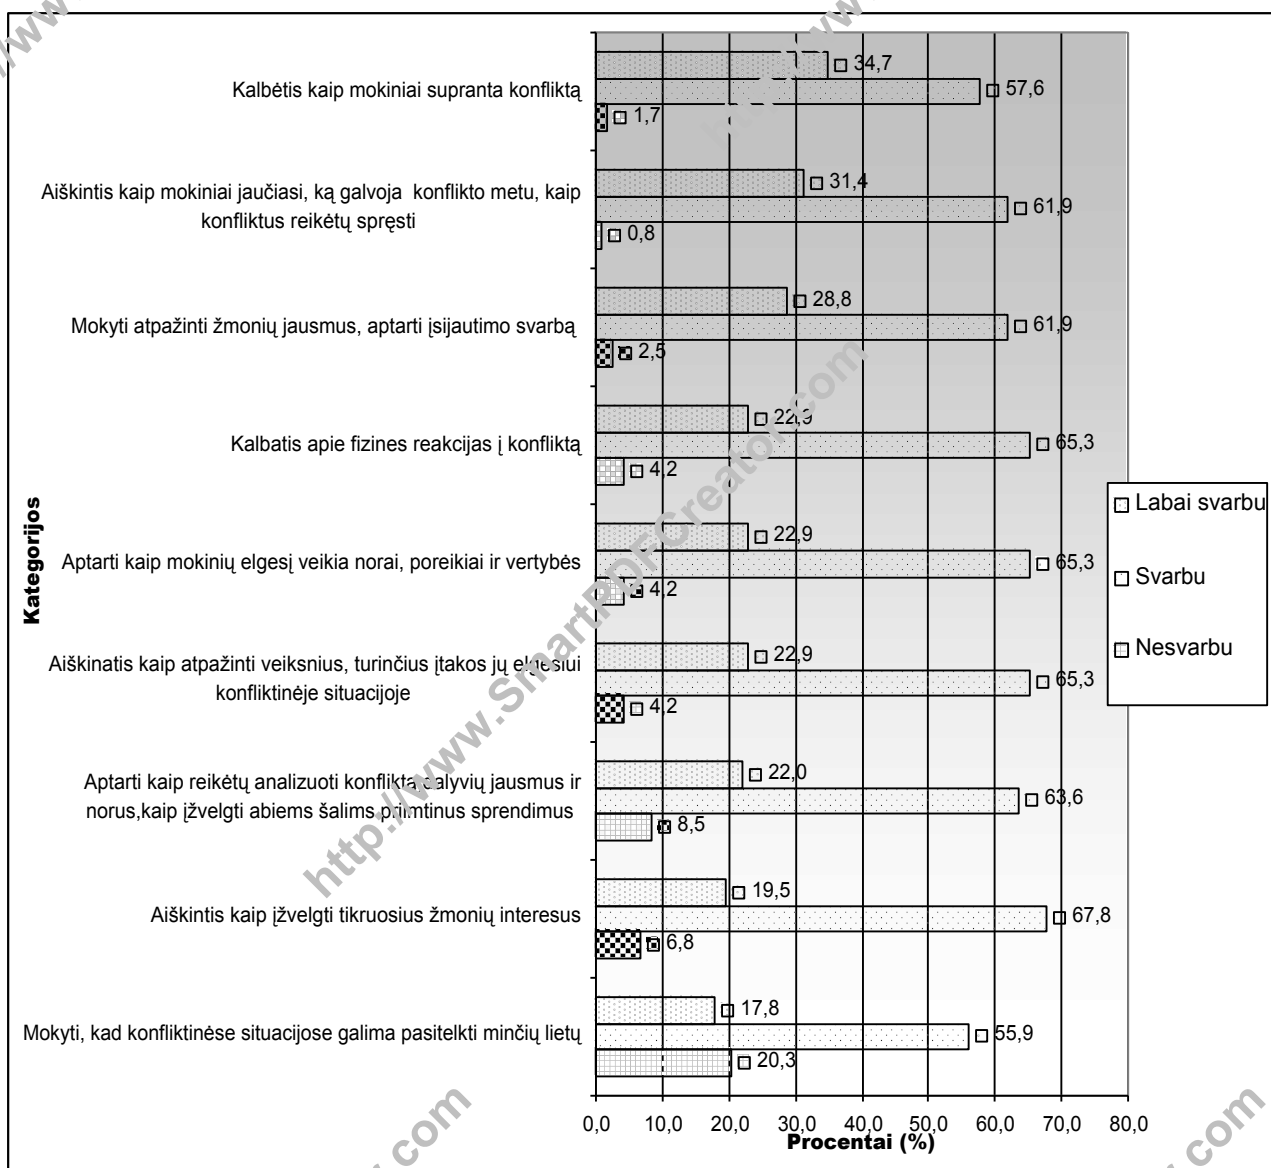 Kalbėtis kaip mokiniai supranta konfliktą
34,7
57,6
1,7
Aiškintis kaip mokiniai jaučiasi, ką galvoja konflikto metu, kaip
konfliktus reikėtų spręsti
31,4
61,9
0,8
Mokyti atpažinti žmonių jausmus, aptarti įsijautimo svarbą
28,8
61,9
2,5
Kalbatis apie fizines reakcijas į konfliktą
22,9
65,3
4,2
Aptarti kaip mokinių elgesį veikia norai, poreikiai ir vertybės
22,9
65,3
4,2
Aiškinatis kaip atpažinti veiksnius, turinčius įtakos jų elgesiui
konfliktinėje situacijoje
22,9
65,3
4,2
Aptarti kaip reikėtų analizuoti konflikta dalyvių jausmus ir
norus,kaip įžvelgti abiems šalims priimtinus sprendimus
22,0
63,6
8,5
Aiškintis kaip įžvelgti tikruosius žmonių interesus
19,5
67,8
6,8
Mokyti, kad konfliktinėse situacijose galima pasitelkti minčių lietų
17,8
55,9
20,3
0,0 10,0 20,0 30,0 40,0 50,0 60,0 70,0 80,0
Procentai (%)
Kategorijos
Labai svarbu
Svarbu
Nesvarbu
http://www.SmartPDFCreator.com